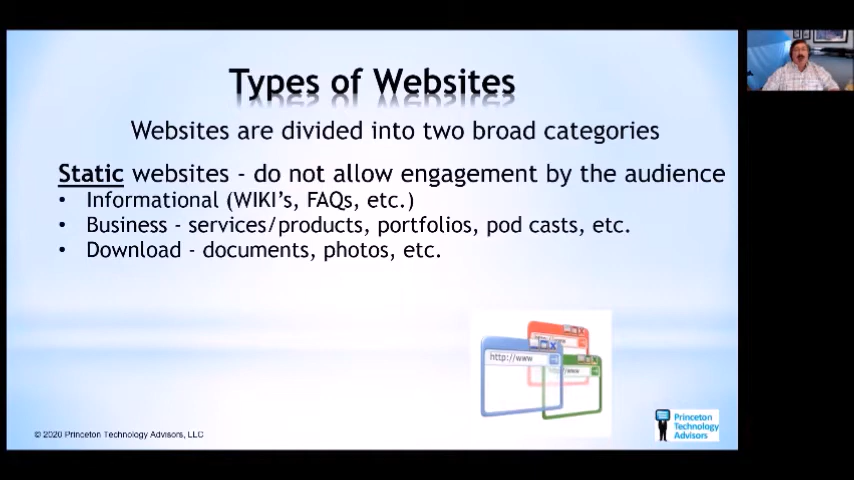 Types of Websites
Websites are divided into two broad categories
Static websites - do not allow engagement by the audience
• Informational (WIKI's, FAQs, etc.)
• Business - services/products, portfolios, pod casts, etc.
• Download - documents, photos, etc.
http://www
www
© 2020 Princeton Technology Advisors, LLC
Princeton
Technology
Advisors